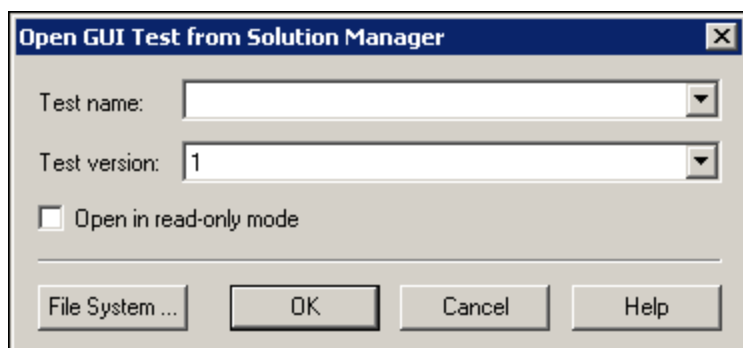 Open GUI Test from Solution Manager
Test name:
Test version: 1
Open in read-only mode
File System ... OK Cancel Help